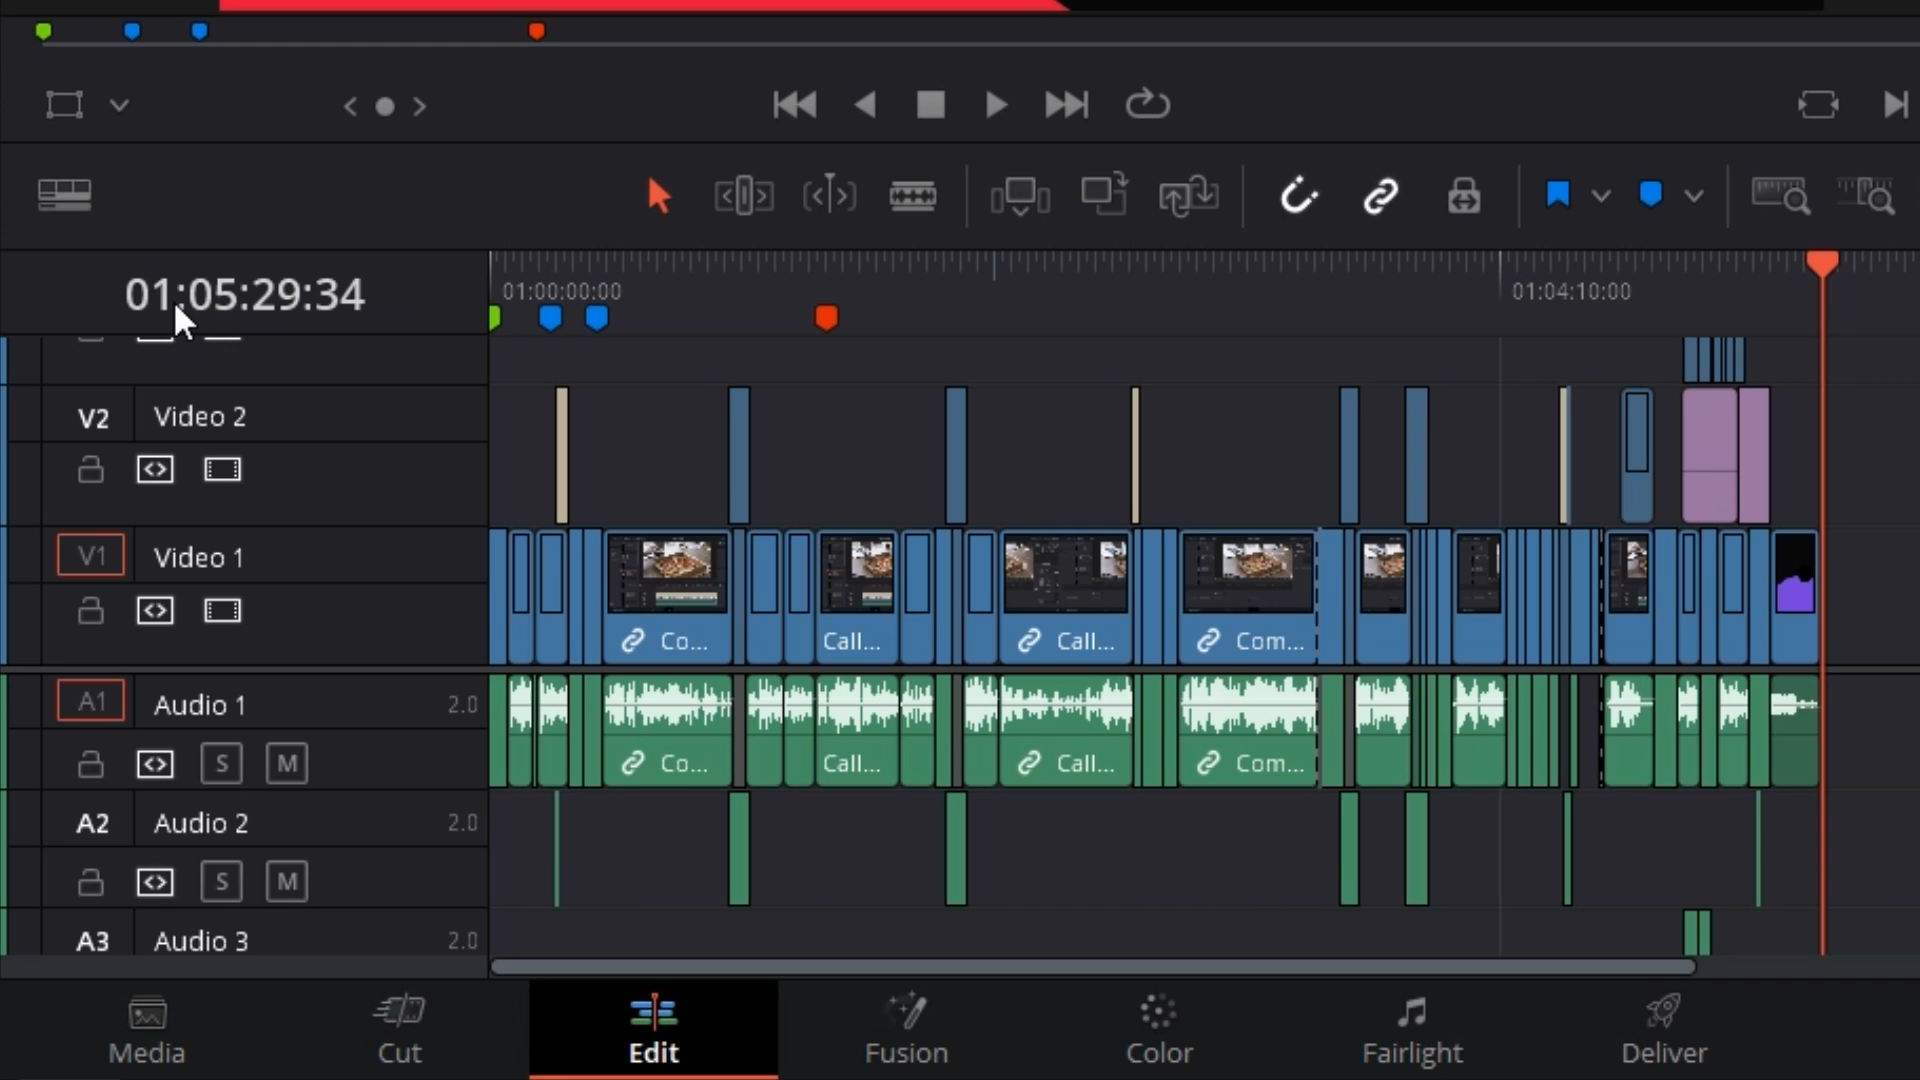 01:05:29:34
01:00:00:00
01:04:10:00
V2 Video 2
V1 Video 1
Co...
Call...
Call...
Com...
A1 Audio 1 2.0
S M
Co...
Call...
Call...
Com...
A2 Audio 2 2.0
S M
A3 Audio 3 2.0
Media
Cut
Edit
Fusion
Color
Fairlight
Deliver